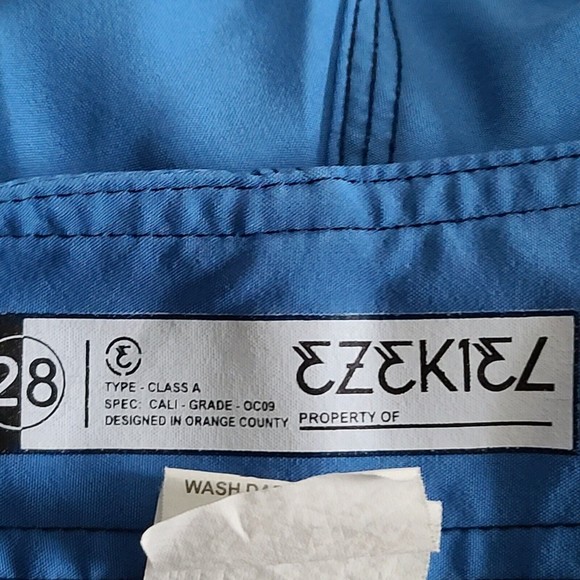 28
TYPE - CLASS A
SPEC: CALI - GRADE - OC09
DESIGNED IN ORANGE COUNTY
EZEKIEL
PROPERTY OF
WASH